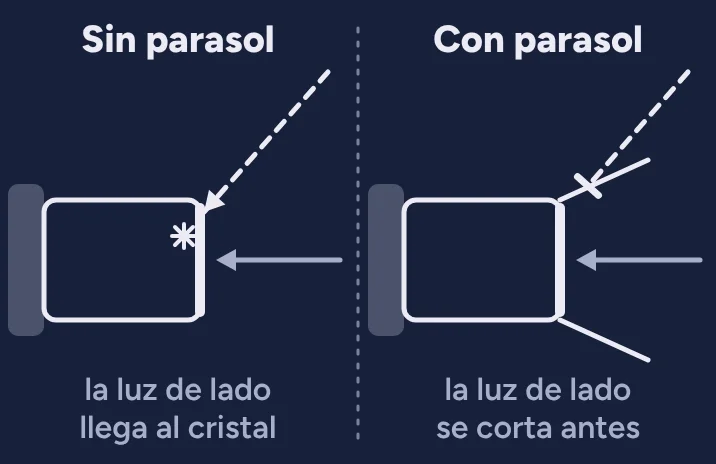 Sin parasol
la luz de lado
llega al cristal
Con parasol
la luz de lado
se corta antes